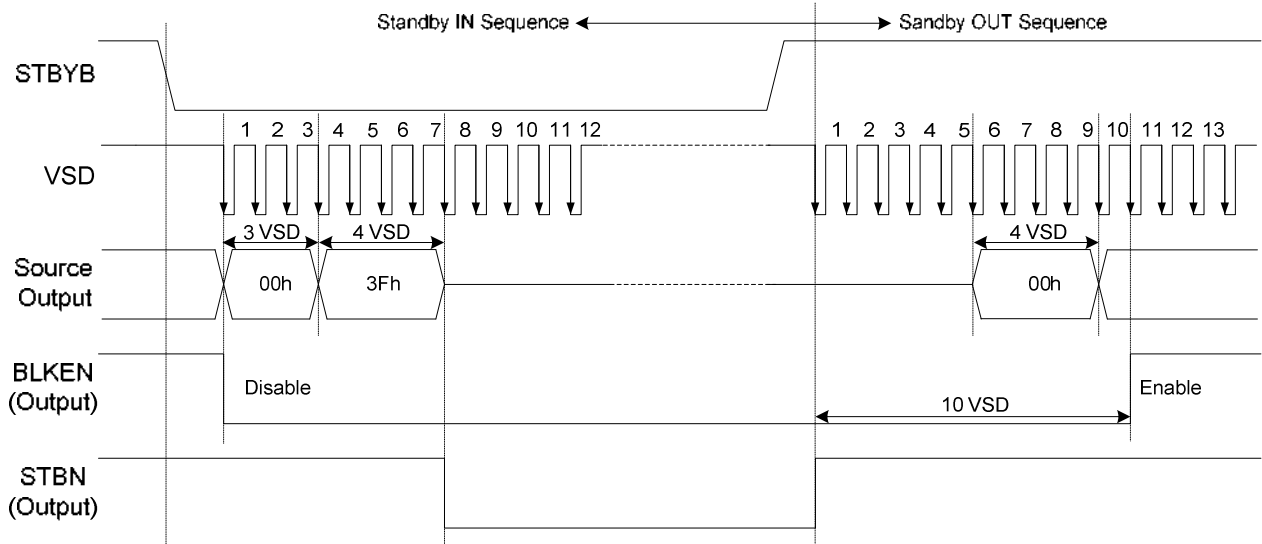 Standby IN Sequence
Sandby OUT Sequence
STBYB
1 2 3 4 5 6 7 8 9 10 11 12
1 2 3 4 5 6 7 8 9 10 11 12 13
VSD
3 VSD
4 VSD
4 VSD
Source
Output
00h
3Fh
00h
BLKEN
(Output)
Disable
10 VSD
Enable
STBN
(Output)